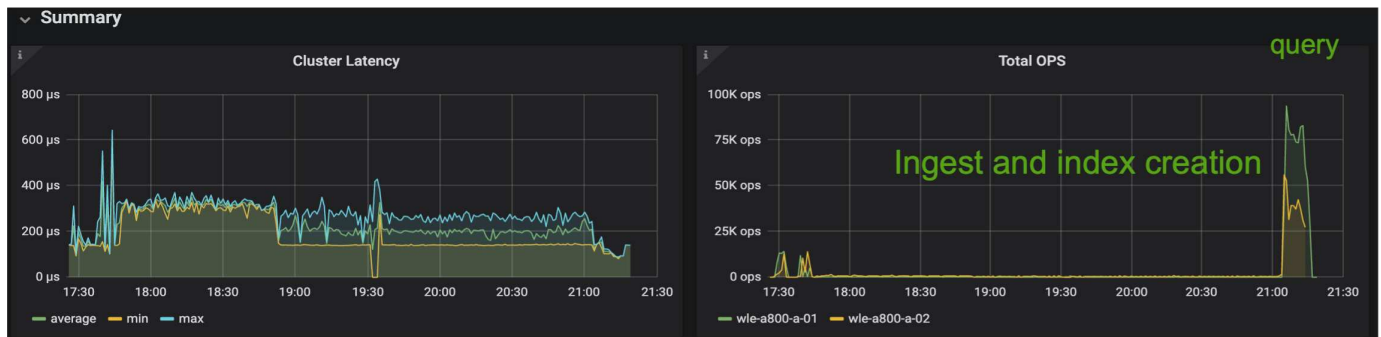 Summary
Cluster Latency
800 µs
600 µs
400 µs
200 µs
0 µs
17:30 18:00 18:30 19:00 19:30 20:00 20:30 21:00 21:30
average min max
query
Total OPS
100K ops
75K ops
Ingest and index creation
50K ops
25K ops
0 ops
17:30 18:00 18:30 19:00 19:30 20:00 20:30 21:00 21:30
wle-a800-a-01 wle-a800-a-02